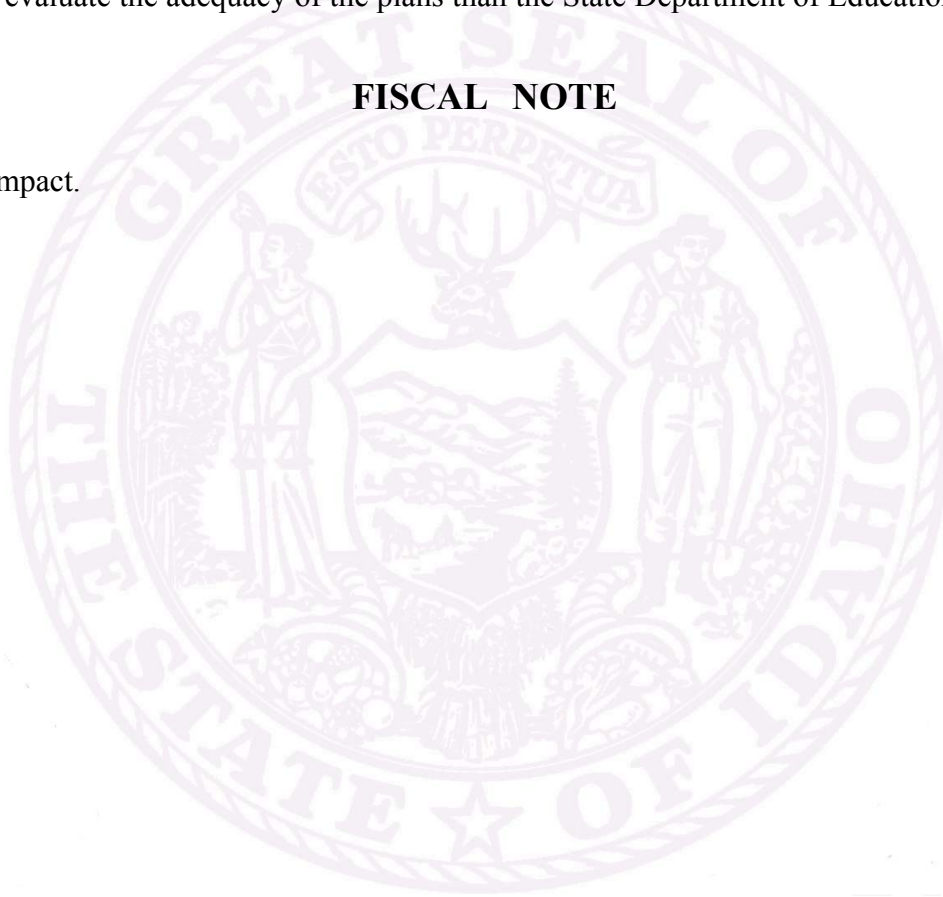 evaluate the adequacy of the plans than the State Department of Education
FISCAL NOTE
mpact.
GREAT SEAL OF
ESTO PERPETUA
THE STATE OF IDAHO